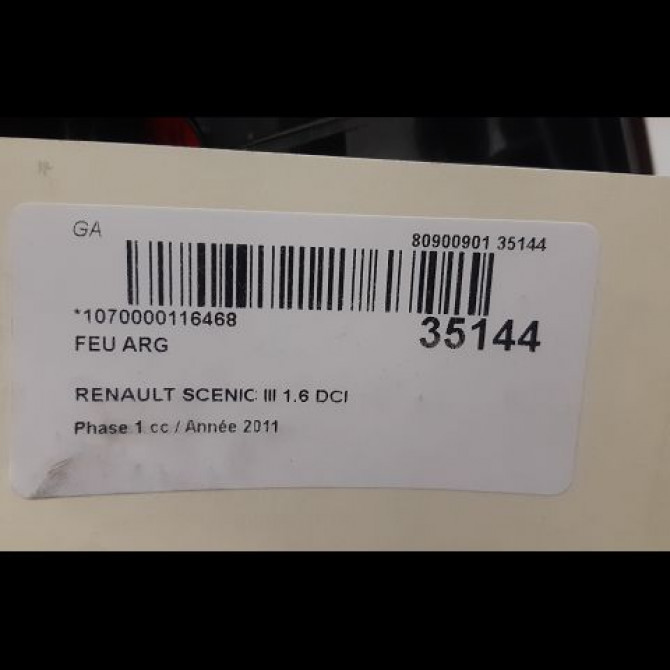 GA
80900901 35144
*1070000116468
35144
FEU ARG
RENAULT SCENIC III 1.6 DCI
Phase 1 cc / Année 2011